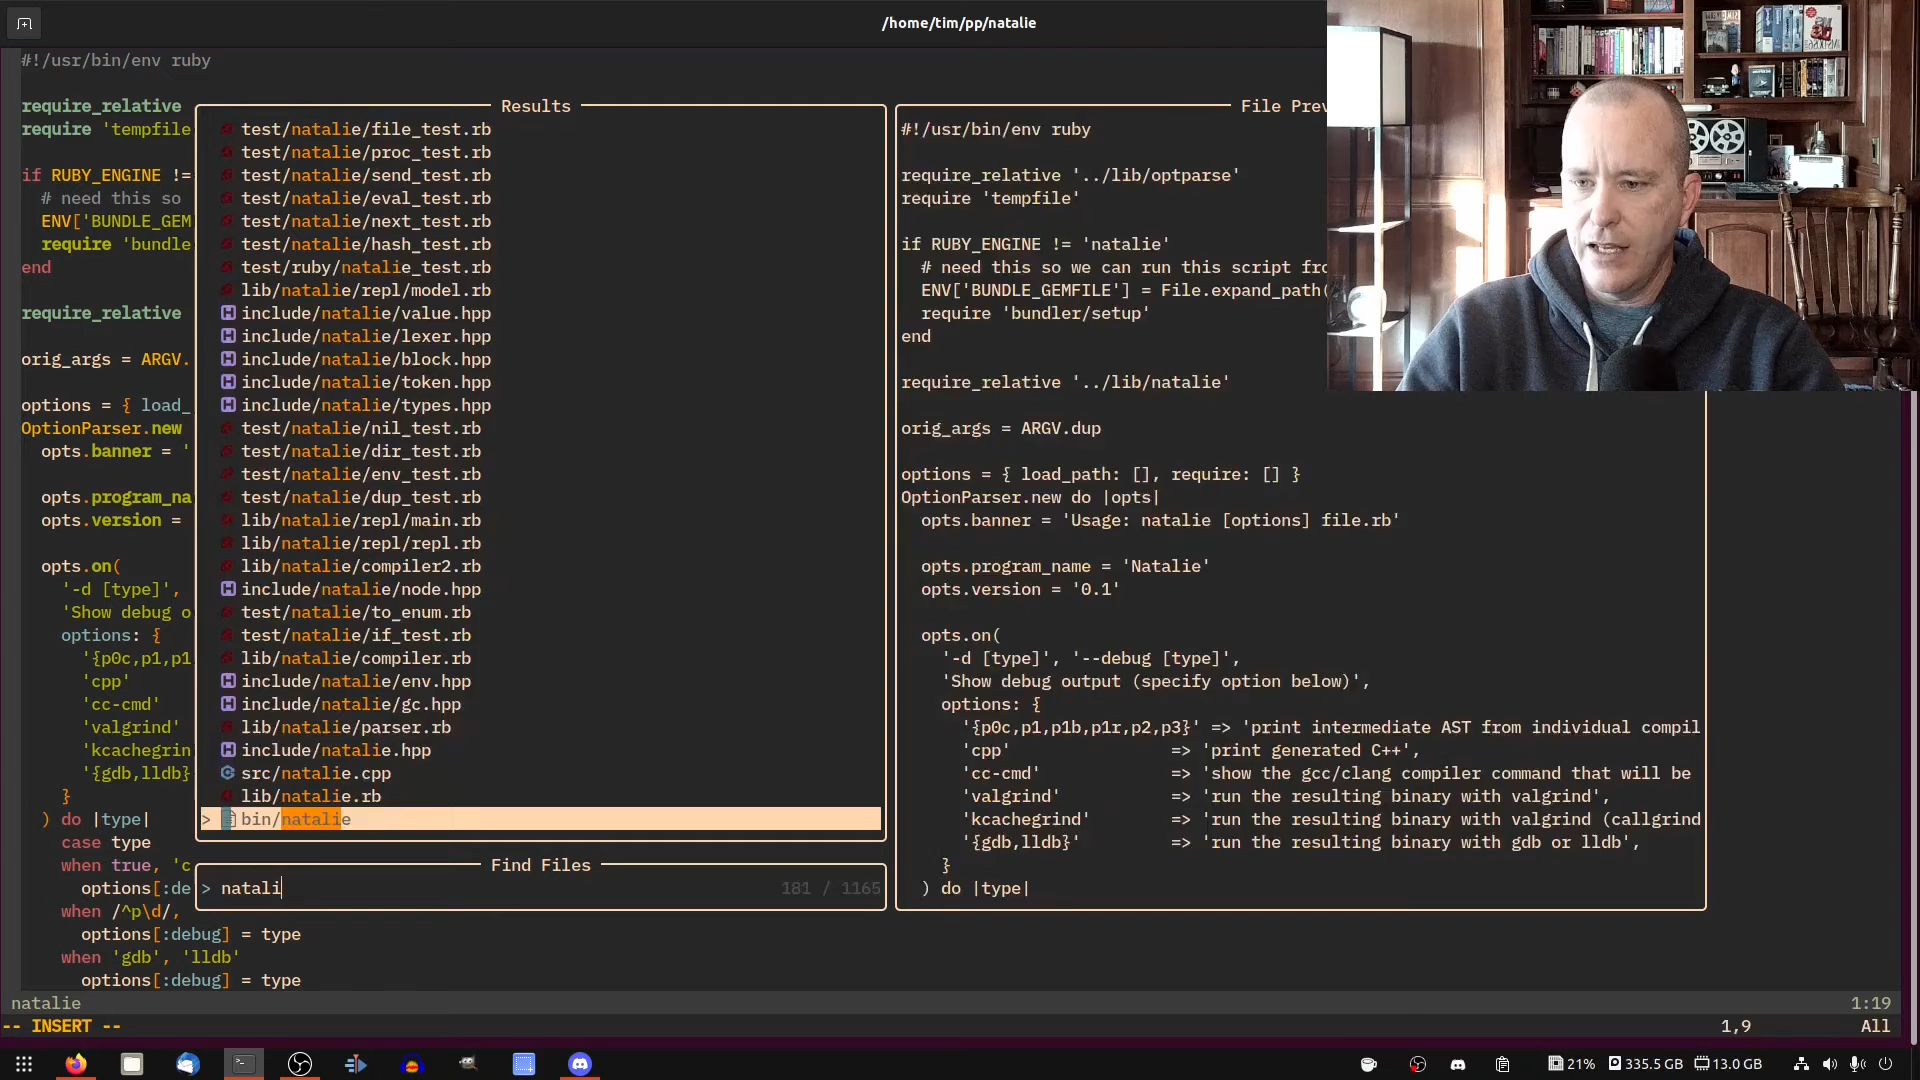 /home/tim/pp/natalie
#!/usr/bin/env ruby
require_relative
require 'tempfile
if RUBY_ENGINE !=
# need this so
ENV['BUNDLE_GEM
require 'bundle
end
require_relative
orig_args = ARGV.
options = { load_
OptionParser.new
opts.banner = '
opts.program_na
opts.version =
opts.on(
'-d [type]',
'Show debug o
options: {
'{p0c,p1,p1
'cpp'
'cc-cmd'
'valgrind'
'kcachegrin
'{gdb,lldb}
}
) do |type|
case type
when true, 'c
options[:de
when /^p\d/,
options[:debug] = type
when 'gdb', 'lldb'
options[:debug] = type
Results
test/natalie/file_test.rb
test/natalie/proc_test.rb
test/natalie/send_test.rb
test/natalie/eval_test.rb
test/natalie/next_test.rb
test/natalie/hash_test.rb
test/ruby/natalie_test.rb
lib/natalie/repl/model.rb
include/natalie/value.hpp
include/natalie/lexer.hpp
include/natalie/block.hpp
include/natalie/token.hpp
include/natalie/types.hpp
test/natalie/nil_test.rb
test/natalie/dir_test.rb
test/natalie/env_test.rb
test/natalie/dup_test.rb
lib/natalie/repl/main.rb
lib/natalie/repl/repl.rb
lib/natalie/compiler2.rb
include/natalie/node.hpp
test/natalie/to_enum.rb
test/natalie/if_test.rb
lib/natalie/compiler.rb
include/natalie/env.hpp
include/natalie/gc.hpp
lib/natalie/parser.rb
include/natalie.hpp
src/natalie.cpp
lib/natalie.rb
> bin/natalie
Find Files
> natali 181 / 1165
File Prev
#!/usr/bin/env ruby
require_relative '../lib/optparse'
require 'tempfile'
if RUBY_ENGINE != 'natalie'
# need this so we can run this script fro
ENV['BUNDLE_GEMFILE'] = File.expand_path(
require 'bundler/setup'
end
require_relative '../lib/natalie'
orig_args = ARGV.dup
options = { load_path: [], require: [] }
OptionParser.new do |opts|
opts.banner = 'Usage: natalie [options] file.rb'
opts.program_name = 'Natalie'
opts.version = '0.1'
opts.on(
'-d [type]', '--debug [type]',
'Show debug output (specify option below)',
options: {
'{p0c,p1,p1b,p1r,p2,p3}' => 'print intermediate AST from individual compil
'cpp' => 'print generated C++',
'cc-cmd' => 'show the gcc/clang compiler command that will be
'valgrind' => 'run the resulting binary with valgrind',
'kcachegrind' => 'run the resulting binary with valgrind (callgrind
'{gdb,lldb}' => 'run the resulting binary with gdb or lldb',
}
) do |type|
natalie 1:19
-- INSERT -- 1,9 All
21% 335.5 GB 13.0 GB